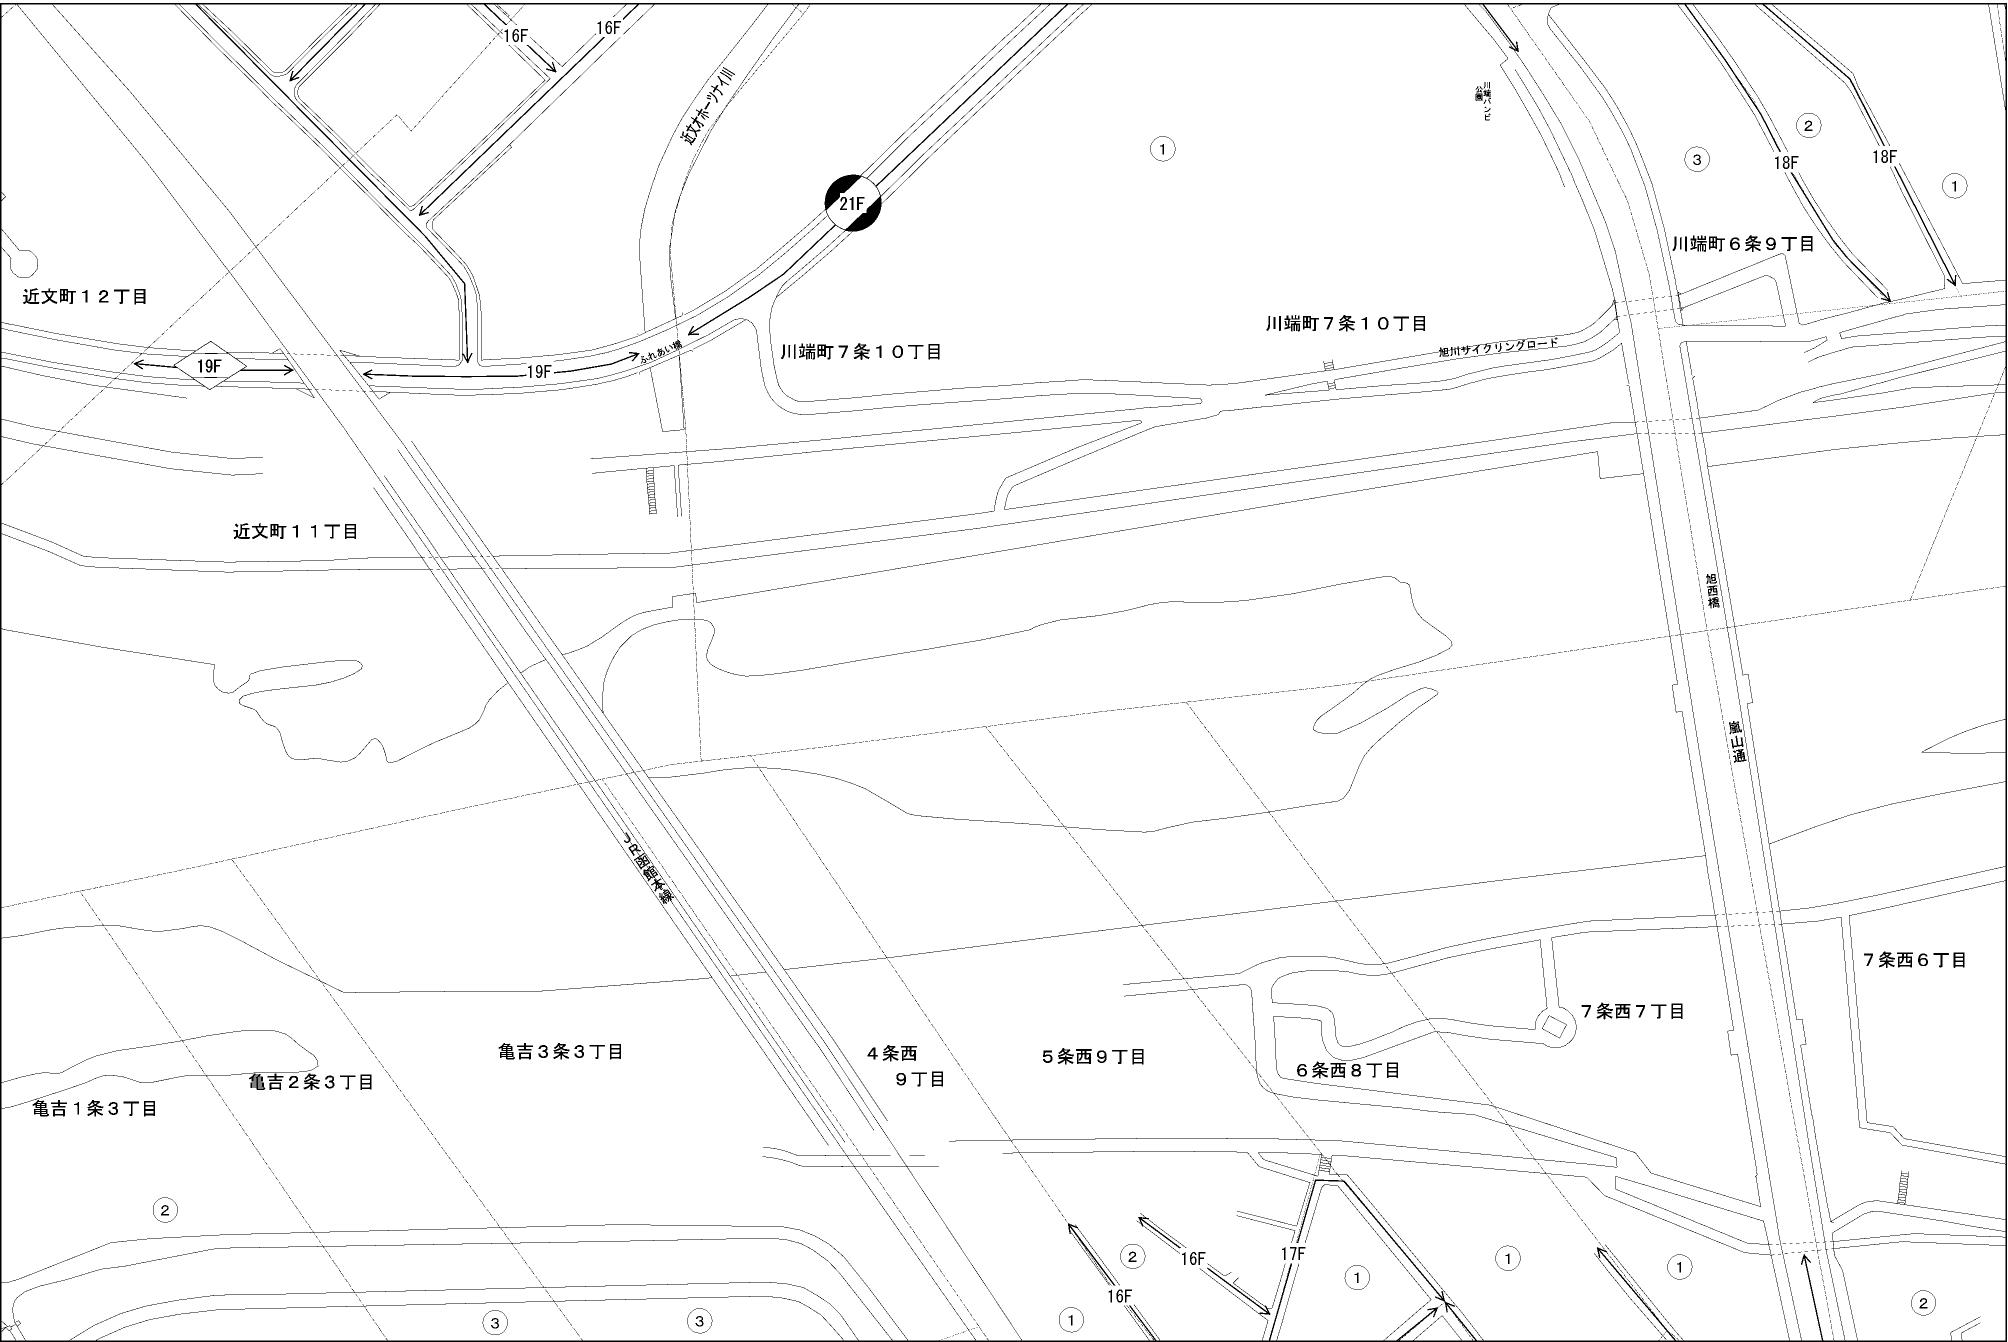 16F
16F
近文オホーツナイ川
川端バンビ
公園
①
②
③
18F
18F
①
21F
川端町６条９丁目
近文町１２丁目
川端町７条１０丁目
旭川サイクリングロード
ふれあい橋
川端町７条１０丁目
19F
19F
近文町１１丁目
旭西橋
嵐山通
JR函館本線
７条西６丁目
７条西７丁目
亀吉３条３丁目
４条西
９丁目
５条西９丁目
６条西８丁目
亀吉２条３丁目
亀吉１条３丁目
②
②
16F
17F
①
①
①
16F
②
③
③
①